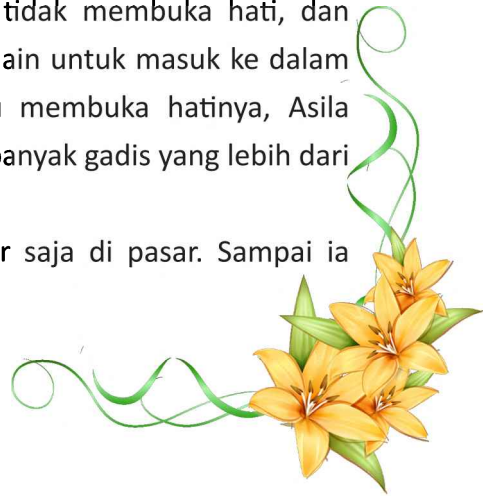 tidak membuka hati, dan
ain untuk masuk ke dalam
membuka hatinya, Asila
banyak gadis yang lebih dari
r saja di pasar. Sampai ia